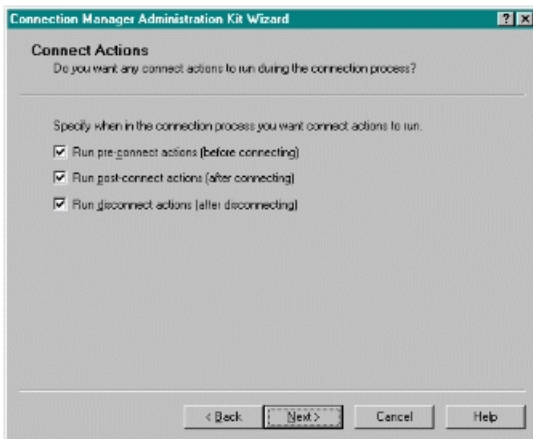 Connection Manager Administration Kit Wizard
Connect Actions
Do you want any connect actions to run during the connection process?
Specify when in the connection process you want connect actions to run.
Run pre-connect actions (before connecting)
Run post-connect actions (after connecting)
Run disconnect actions (after disconnecting)
< Back Next > Cancel Help